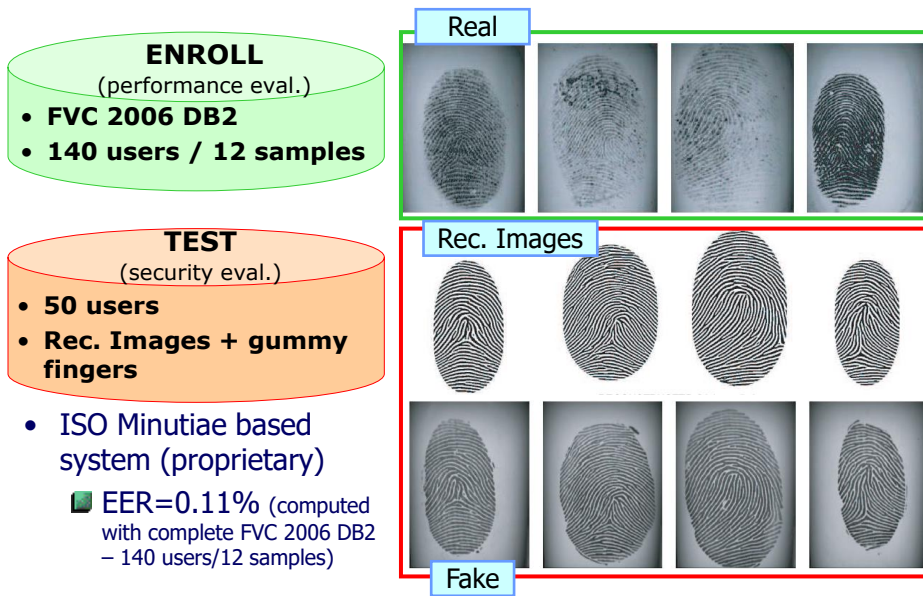 ENROLL
(performance eval.)
• FVC 2006 DB2
• 140 users / 12 samples
Real
TEST
(security eval.)
• 50 users
• Rec. Images + gummy
fingers
Rec. Images
• ISO Minutiae based
system (proprietary)
EER=0.11% (computed
with complete FVC 2006 DB2
– 140 users/12 samples)
Fake